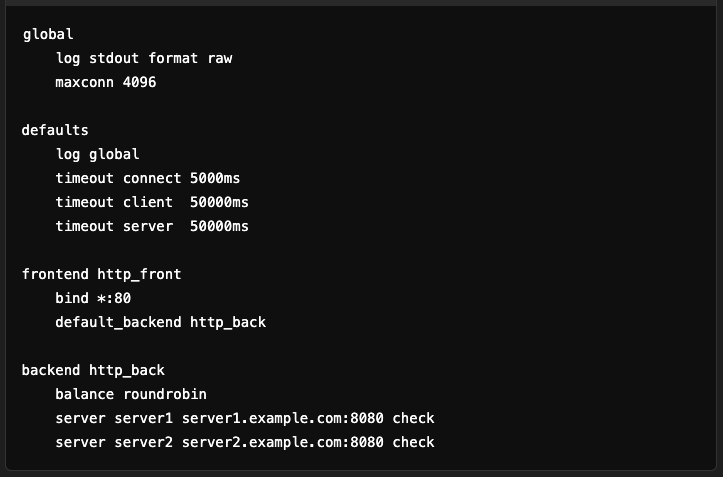 global
    log stdout format raw
    maxconn 4096

defaults
    log global
    timeout connect 5000ms
    timeout client  50000ms
    timeout server  50000ms

frontend http_front
    bind *:80
    default_backend http_back

backend http_back
    balance roundrobin
    server server1 server1.example.com:8080 check
    server server2 server2.example.com:8080 check